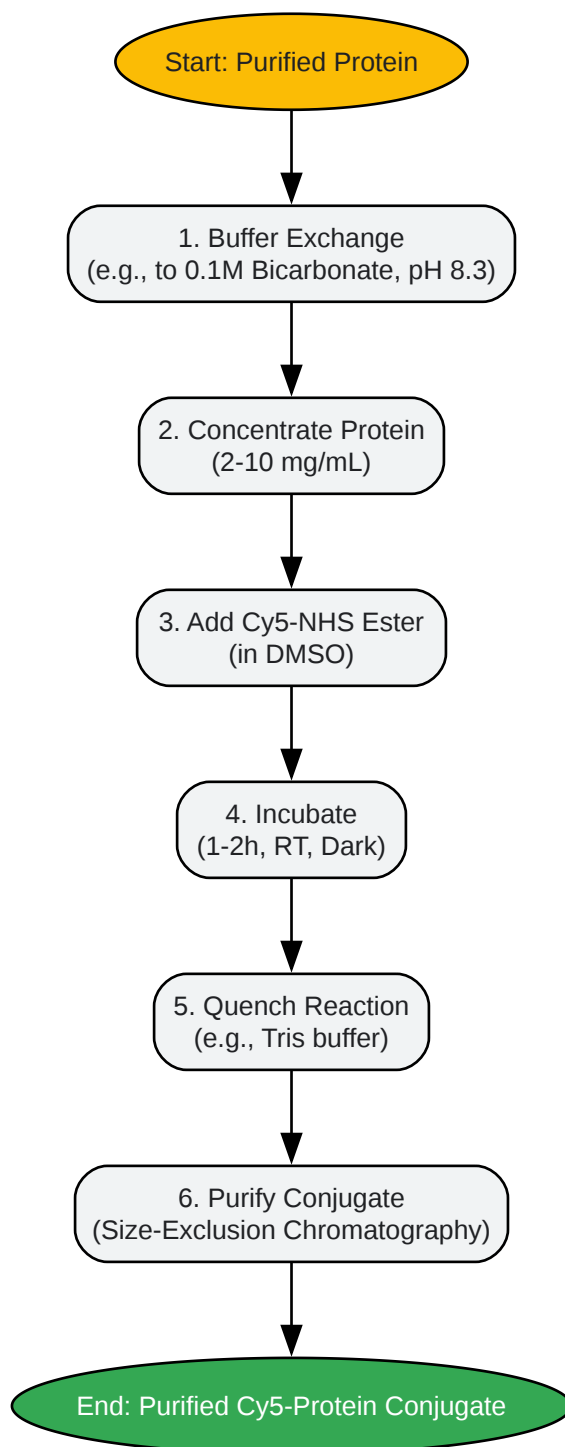 Start: Purified Protein
1. Buffer Exchange
(e.g., to 0.1M Bicarbonate, pH 8.3)
2. Concentrate Protein
(2-10 mg/mL)
3. Add Cy5-NHS Ester
(in DMSO)
4. Incubate
(1-2h, RT, Dark)
5. Quench Reaction
(e.g., Tris buffer)
6. Purify Conjugate
(Size-Exclusion Chromatography)
End: Purified Cy5-Protein Conjugate